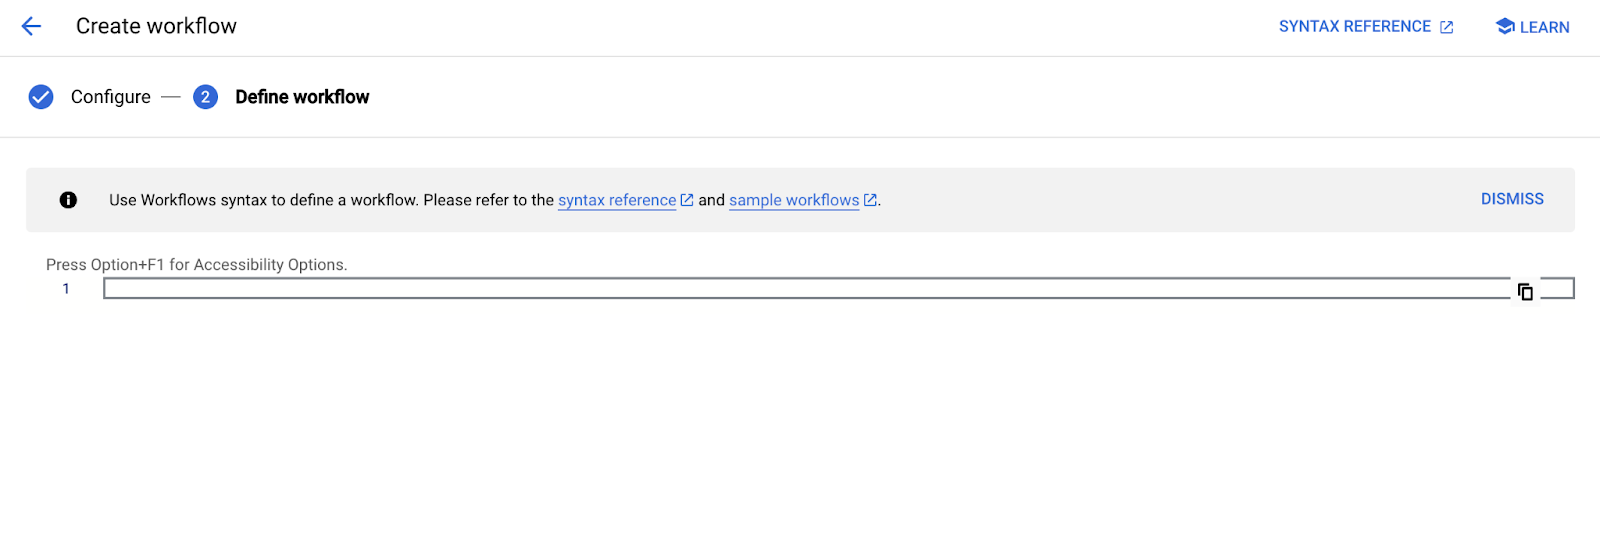 Create workflow
SYNTAX REFERENCE
LEARN
Configure
2
Define workflow
Use Workflows syntax to define a workflow. Please refer to the syntax reference and sample workflows.
DISMISS
Press Option+F1 for Accessibility Options.
1